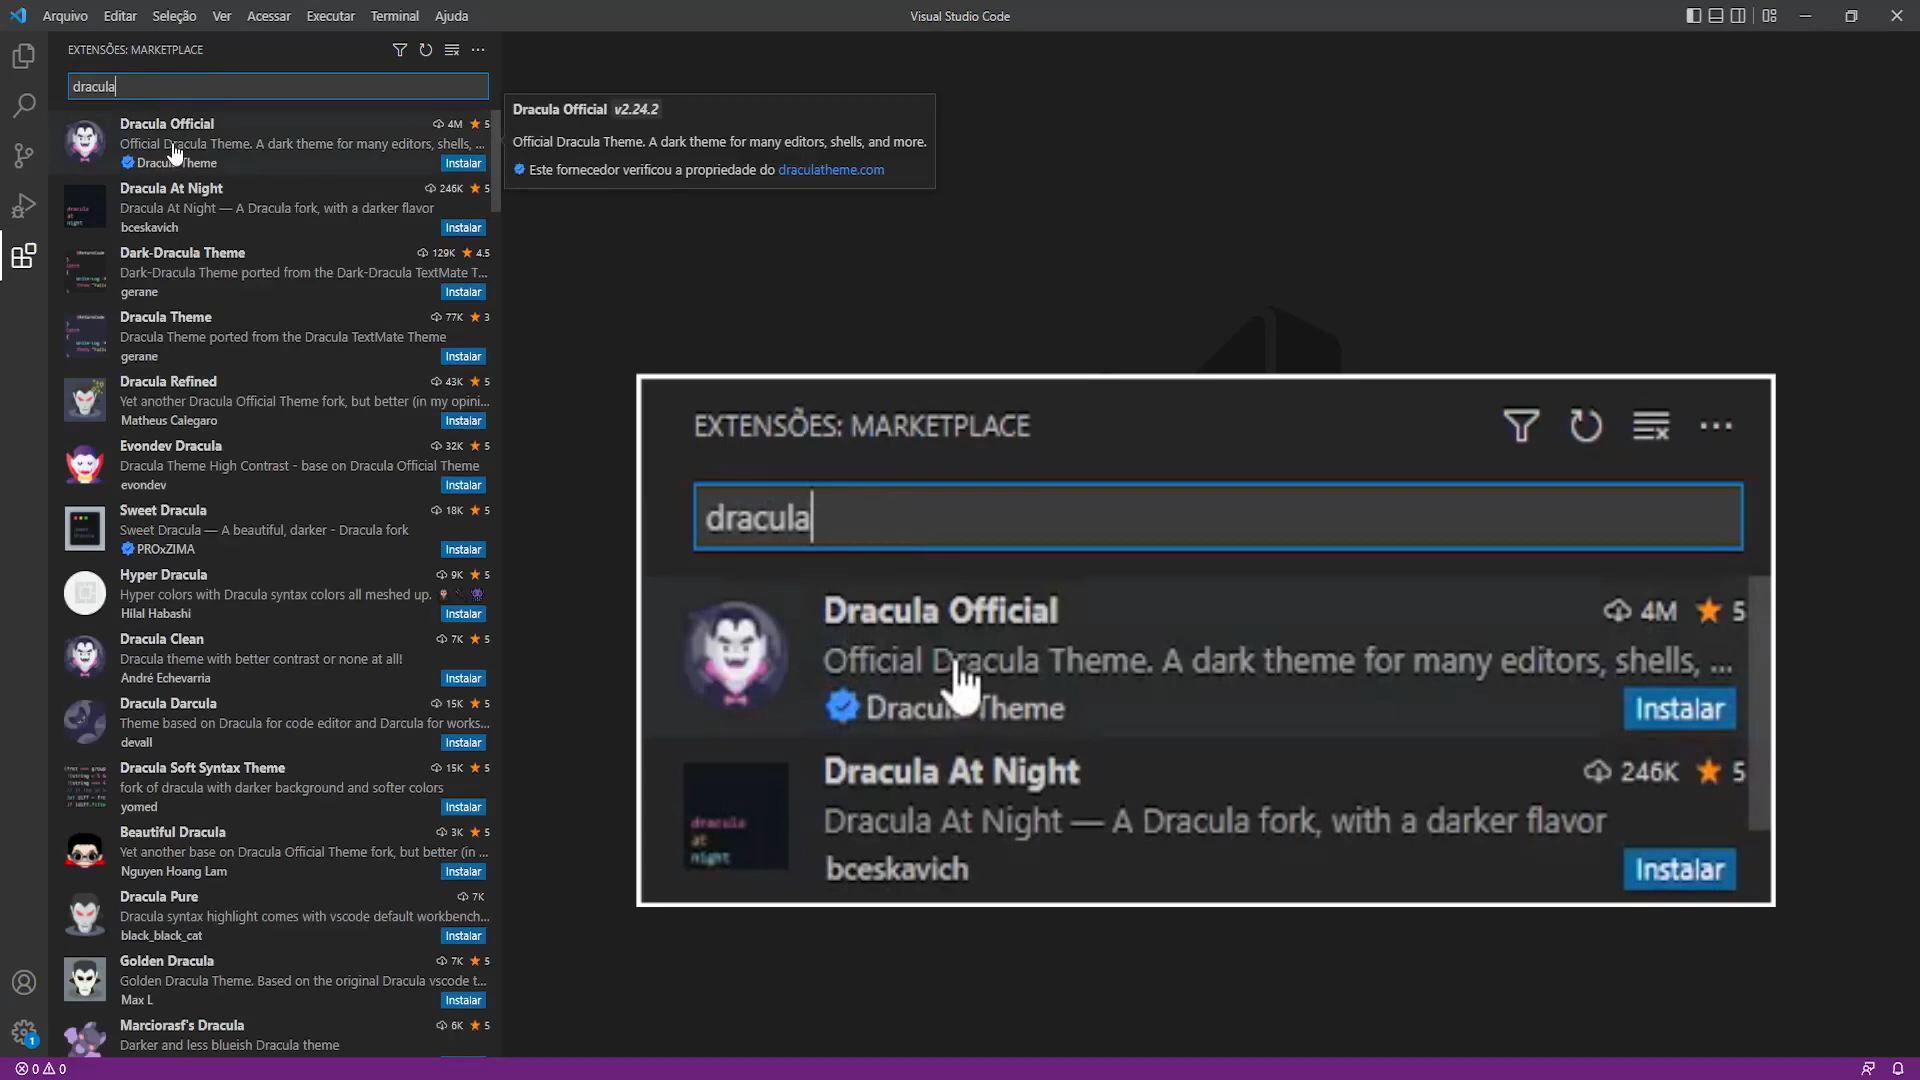 Arquivo Editar Seleção Ver Acessar Executar Terminal Ajuda
Visual Studio Code
EXTENSÕES: MARKETPLACE
dracula
Dracula Official 4M 5
Official Dracula Theme. A dark theme for many editors, shells, ...
Dracula Theme Instalar
Dracula At Night 246K 5
Dracula At Night — A Dracula fork, with a darker flavor
bceskavich Instalar
Dark-Dracula Theme 129K 4.5
Dark-Dracula Theme ported from the Dark-Dracula TextMate T...
gerane Instalar
Dracula Theme 77K 3
Dracula Theme ported from the Dracula TextMate Theme
gerane Instalar
Dracula Refined 43K 5
Yet another Dracula Official Theme fork, but better (in my opini...
Matheus Calegaro Instalar
Evondev Dracula 32K 5
Dracula Theme High Contrast - base on Dracula Official Theme
evondev Instalar
Sweet Dracula 18K 5
Sweet Dracula — A beautiful, darker - Dracula fork
PROxZIMA Instalar
Hyper Dracula 9K 5
Hyper colors with Dracula syntax colors all meshed up.
Hilal Habashi Instalar
Dracula Clean 7K 5
Dracula theme with better contrast or none at all!
André Echevarria Instalar
Dracula Darcula 15K 5
Theme based on Dracula for code editor and Darcula for works...
devall Instalar
Dracula Soft Syntax Theme 15K 5
fork of dracula with darker background and softer colors
yomed Instalar
Beautiful Dracula 3K 5
Yet another base on Dracula Official Theme fork, but better (in ...
Nguyen Hoang Lam Instalar
Dracula Pure 7K
Dracula syntax highlight comes with vscode default workbench...
black_black_cat Instalar
Golden Dracula 7K 5
Golden Dracula Theme. Based on the original Dracula vscode t...
Max L Instalar
Marciorasf's Dracula 6K 5
Darker and less blueish Dracula theme
Dracula Official v2.24.2
Official Dracula Theme. A dark theme for many editors, shells, and more.
Este fornecedor verificou a propriedade do draculatheme.com
EXTENSÕES: MARKETPLACE
dracula
Dracula Official 4M 5
Official Dracula Theme. A dark theme for many editors, shells, ...
Dracula Theme Instalar
dracula
at
night
Dracula At Night 246K 5
Dracula At Night — A Dracula fork, with a darker flavor
bceskavich Instalar
1
0 0